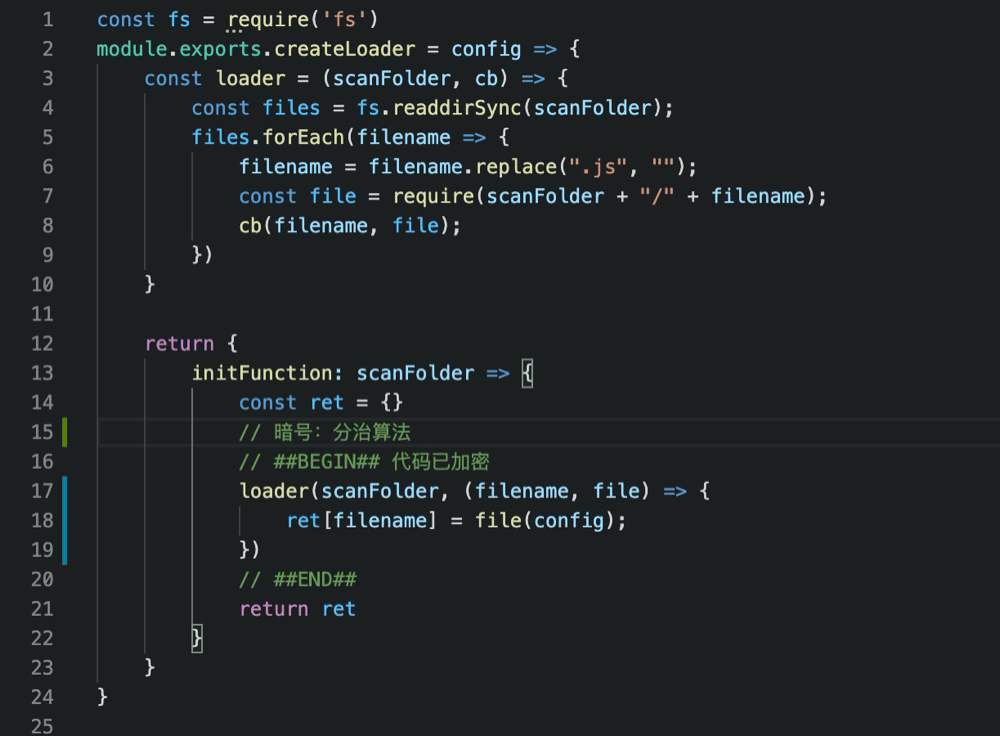 1 const fs = require('fs')
2 module.exports.createLoader = config => {
3     const loader = (scanFolder, cb) => {
4         const files = fs.readdirSync(scanFolder);
5         files.forEach(filename => {
6             filename = filename.replace(".js", "");
7             const file = require(scanFolder + "/" + filename);
8             cb(filename, file);
9         })
10     }
11
12     return {
13         initFunction: scanFolder => {
14             const ret = {}
15             // 暗号：分治算法
16             // ##BEGIN## 代码已加密
17             loader(scanFolder, (filename, file) => {
18                 ret[filename] = file(config);
19             })
20             // ##END##
21             return ret
22         }
23     }
24 }
25